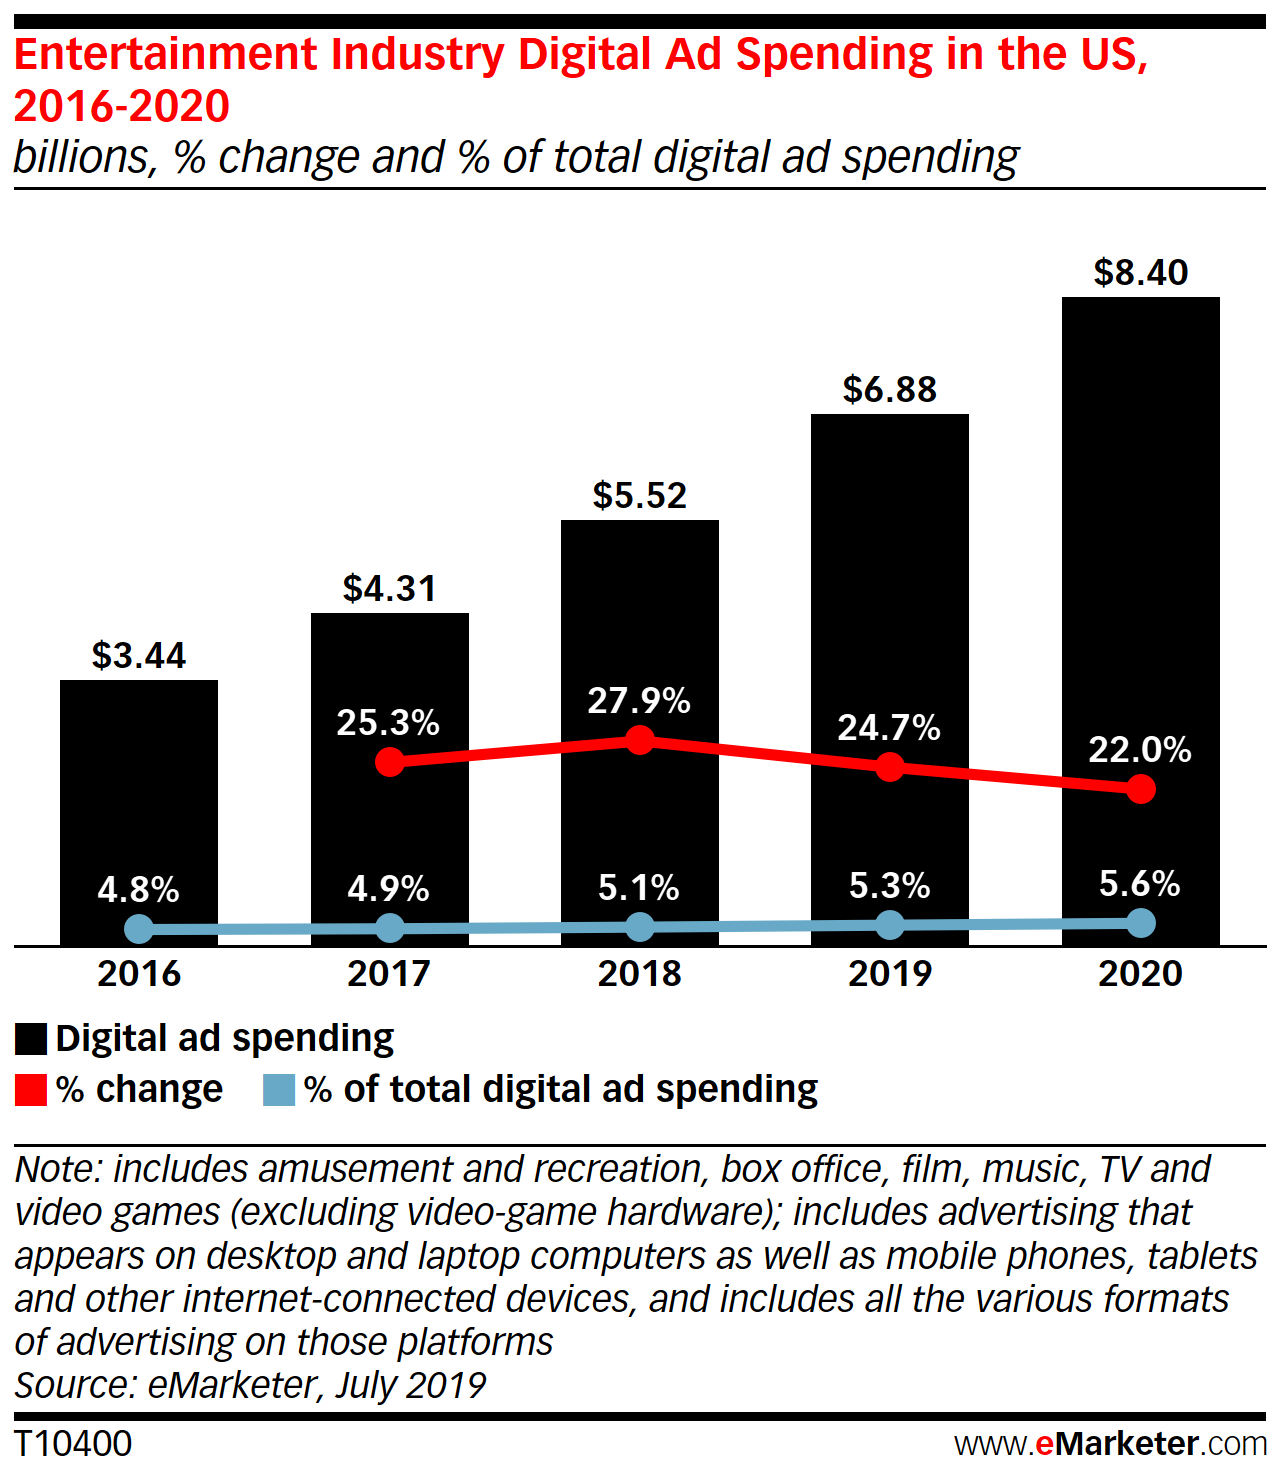 Entertainment Industry Digital Ad Spending in the US,
2016-2020
billions, % change and % of total digital ad spending
$8.40
$6.88
$5.52
$4.31
$3.44
25.3%
27.9%
24.7%
22.0%
4.8%
4.9%
5.1%
5.3%
5.6%
2016
2017
2018
2019
2020
Digital ad spending
% change
% of total digital ad spending
Note: includes amusement and recreation, box office, film, music, TV and
video games (excluding video-game hardware); includes advertising that
appears on desktop and laptop computers as well as mobile phones, tablets
and other internet-connected devices, and includes all the various formats
of advertising on those platforms
Source: eMarketer, July 2019
T10400
www.eMarketer.com